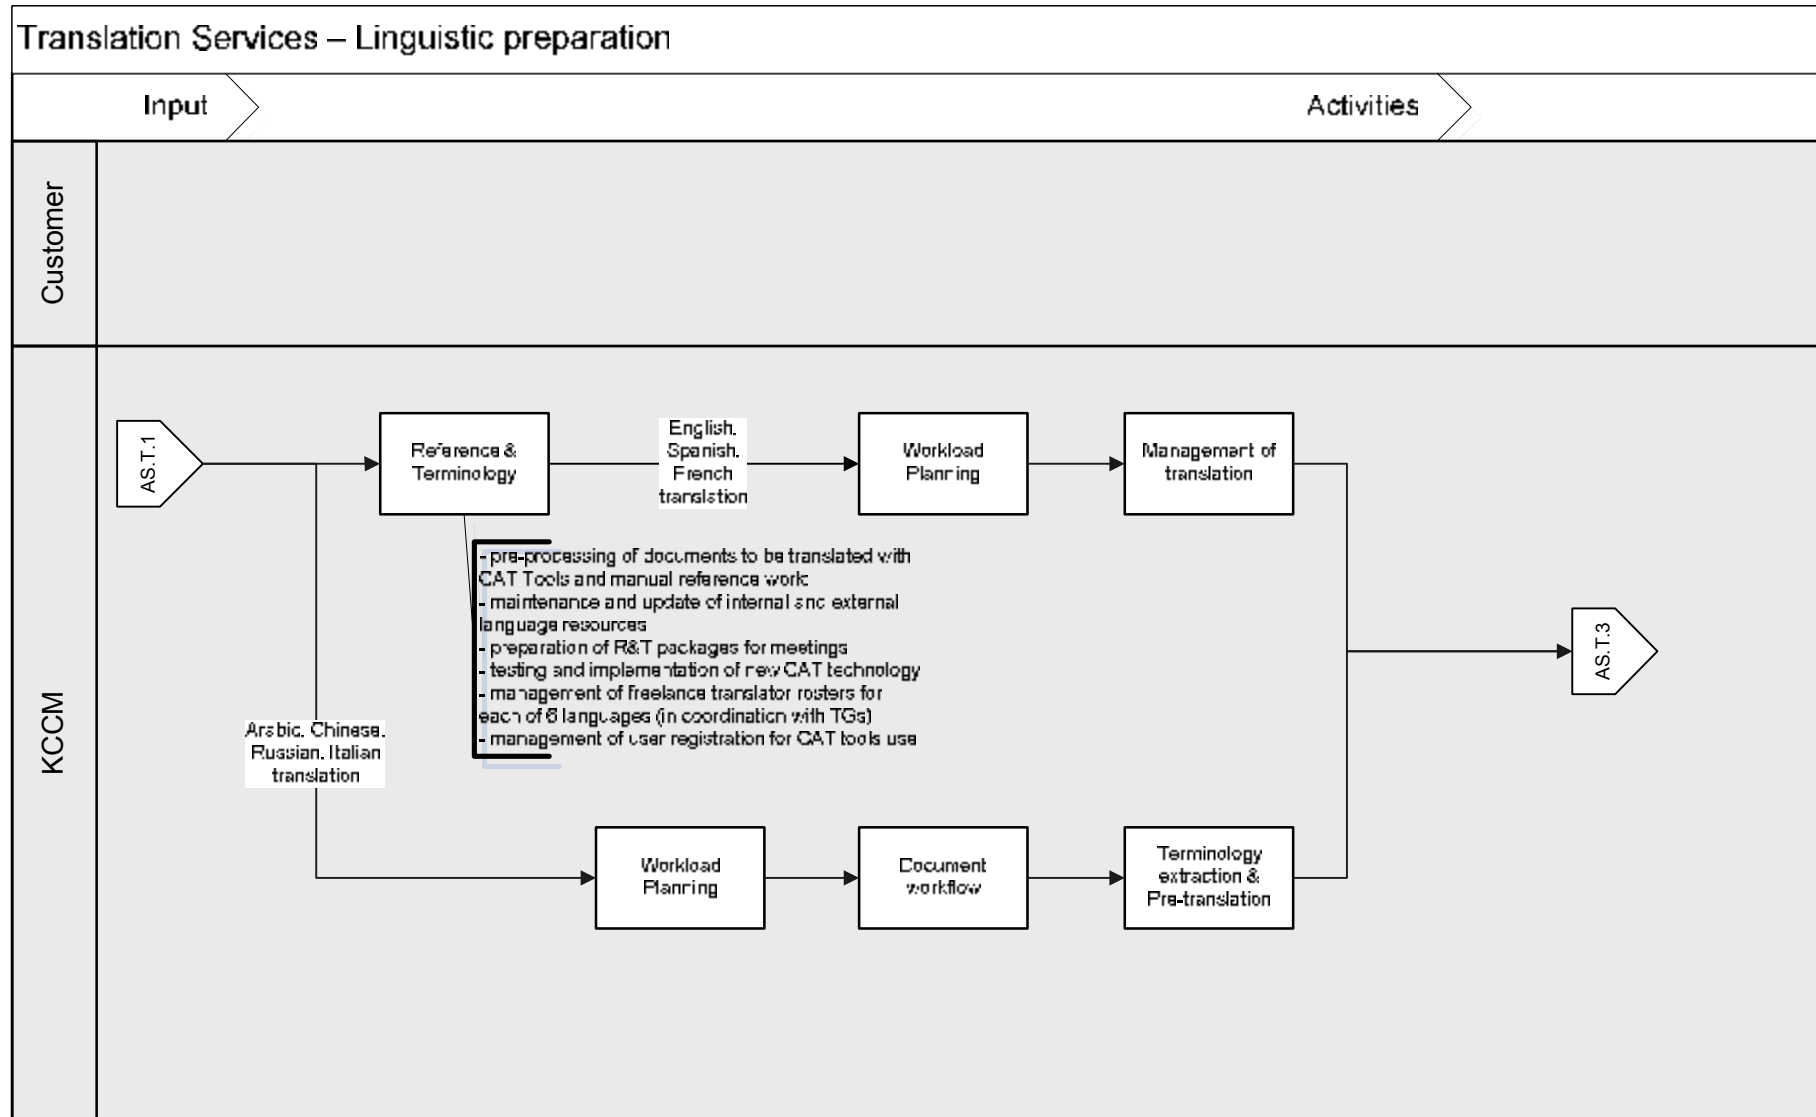 Translation Services – Linguistic preparation
Input
Activities
Customer
KCCM
AS.T.1
Reference &
Terminology
English,
Spanish,
French
translation
Workload
Planning
Management of
translation
- pre-processing of documents to be translated with
CAT Tools and manual reference work
- maintenance and update of internal and external
language resources
- preparation of R&T packages for meetings
- testing and implementation of new CAT technology
- management of freelance translator rosters for
each of 6 languages (in coordination with TGs)
- management of user registration for CAT tools use
AS.T.3
Arabic, Chinese,
Russian, Italian
translation
Workload
Planning
Document
workflow
Terminology
extraction &
Pre-translation